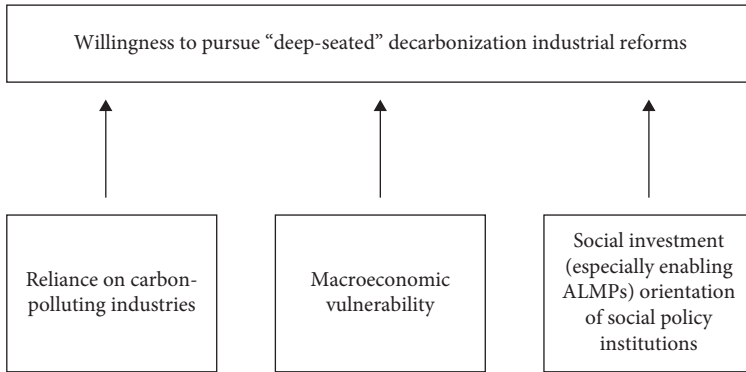 Willingness to pursue “deep-seated” decarbonization industrial reforms
Reliance on carbon-
polluting industries
Macroeconomic
vulnerability
Social investment
(especially enabling
ALMPs) orientation
of social policy
institutions